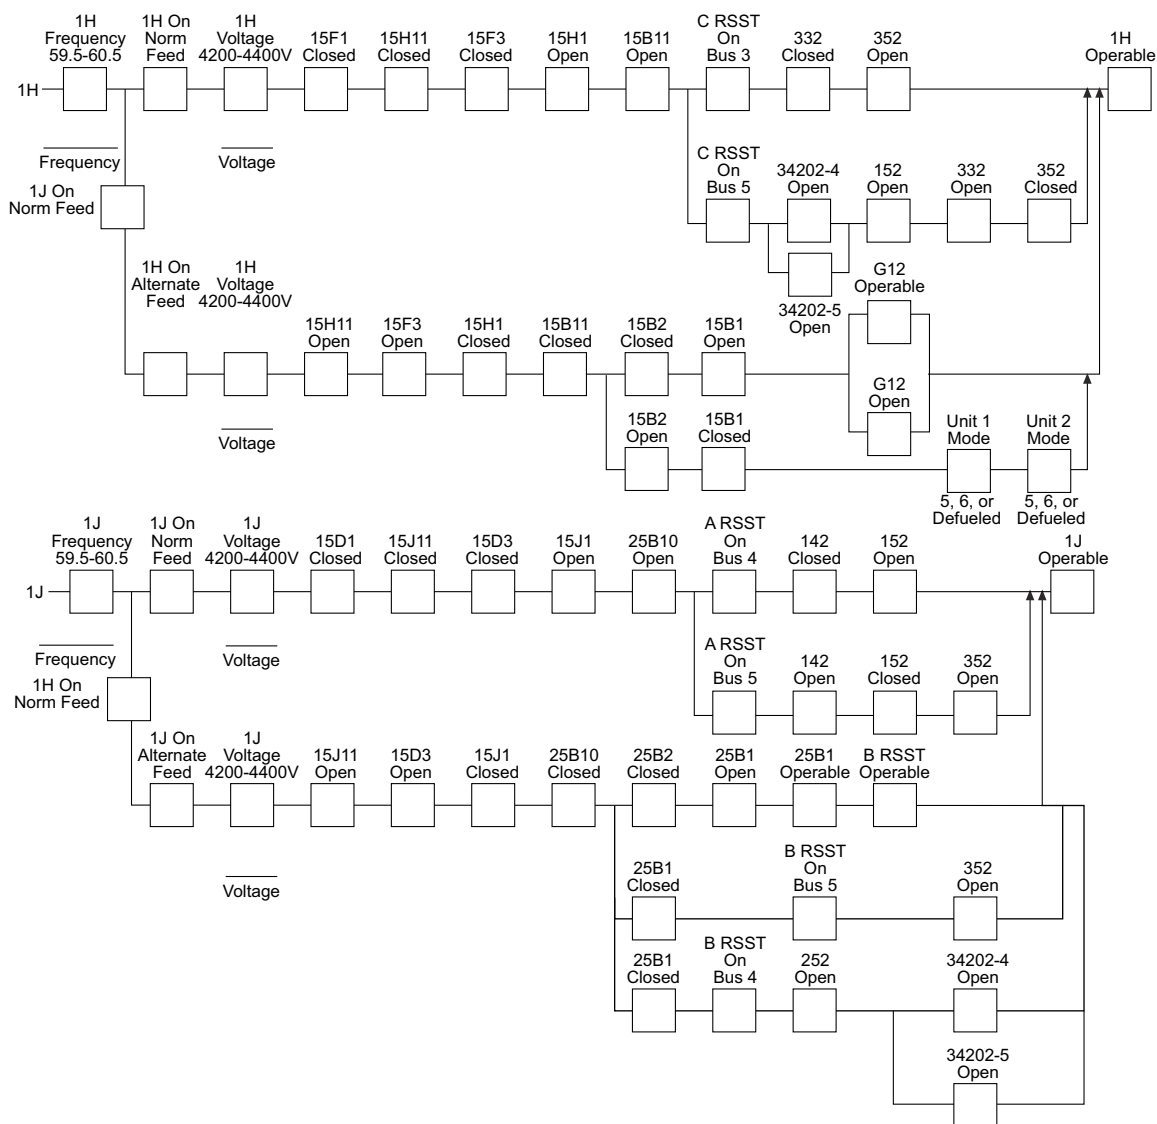 1H
Frequency
59.5-60.5
1H On
Norm
Feed
1H
Voltage
4200-4400V
15F1
Closed
15H11
Closed
15F3
Closed
15H1
Open
15B11
Open
C RSST
On
Bus 3
332
Closed
352
Open
1H
Operable
1H
Frequency
Voltage
1J On
Norm Feed
C RSST
On
Bus 5
34202-4
Open
152
Open
332
Open
352
Closed
34202-5
Open
1H On
Alternate
Feed
1H
Voltage
4200-4400V
15H11
Open
15F3
Open
15H1
Closed
15B11
Closed
15B2
Closed
15B1
Open
G12
Operable
G12
Open
Voltage
15B2
Open
15B1
Closed
Unit 1
Mode
5, 6, or
Defueled
Unit 2
Mode
5, 6, or
Defueled
1J
Frequency
59.5-60.5
1J On
Norm
Feed
1J
Voltage
4200-4400V
15D1
Closed
15J11
Closed
15D3
Closed
15J1
Open
25B10
Open
A RSST
On
Bus 4
142
Closed
152
Open
1J
Operable
1J
Frequency
Voltage
1H On
Norm Feed
A RSST
On
Bus 5
142
Open
152
Closed
352
Open
1J On
Alternate
Feed
1J
Voltage
4200-4400V
15J11
Open
15D3
Open
15J1
Closed
25B10
Closed
25B2
Closed
25B1
Open
25B1
Operable
B RSST
Operable
Voltage
25B1
Closed
B RSST
On
Bus 5
352
Open
25B1
Closed
B RSST
On
Bus 4
252
Open
34202-4
Open
34202-5
Open